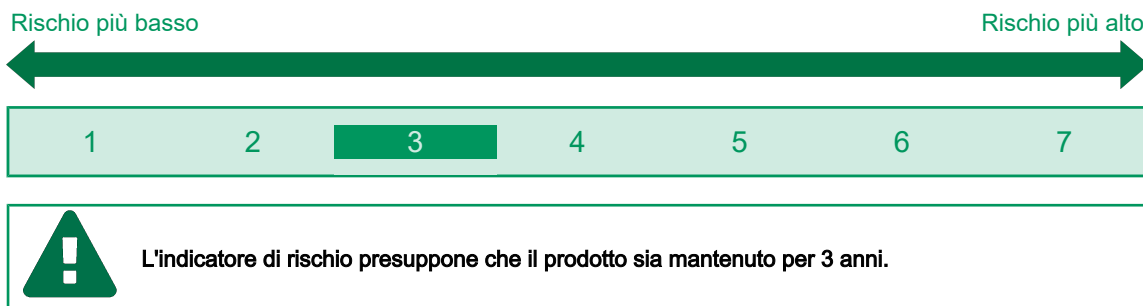 Rischio più basso Rischio più alto
1 2 3 4 5 6 7
L'indicatore di rischio presuppone che il prodotto sia mantenuto per 3 anni.